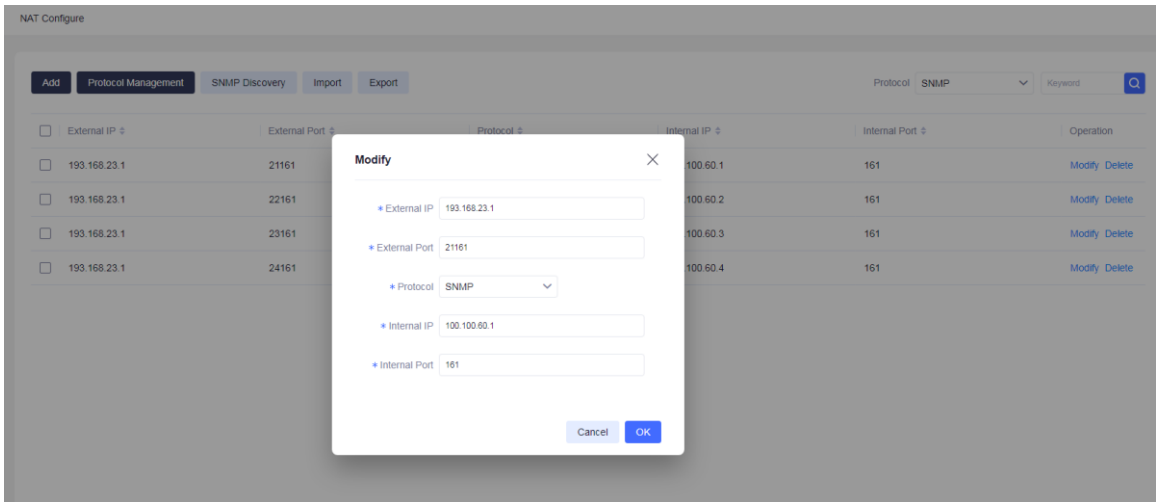 NAT Configure
Add Protocol Management SNMP Discovery Import Export Protocol SNMP Keyword
External IP External Port Protocol Internal IP Internal Port Operation
193.168.23.1 21161 100.60.1 161 Modify Delete
193.168.23.1 22161 100.60.2 161 Modify Delete
193.168.23.1 23161 100.60.3 161 Modify Delete
193.168.23.1 24161 100.60.4 161 Modify Delete
Modify
* External IP 193.168.23.1
* External Port 21161
* Protocol SNMP
* Internal IP 100.100.60.1
* Internal Port 161
Cancel OK